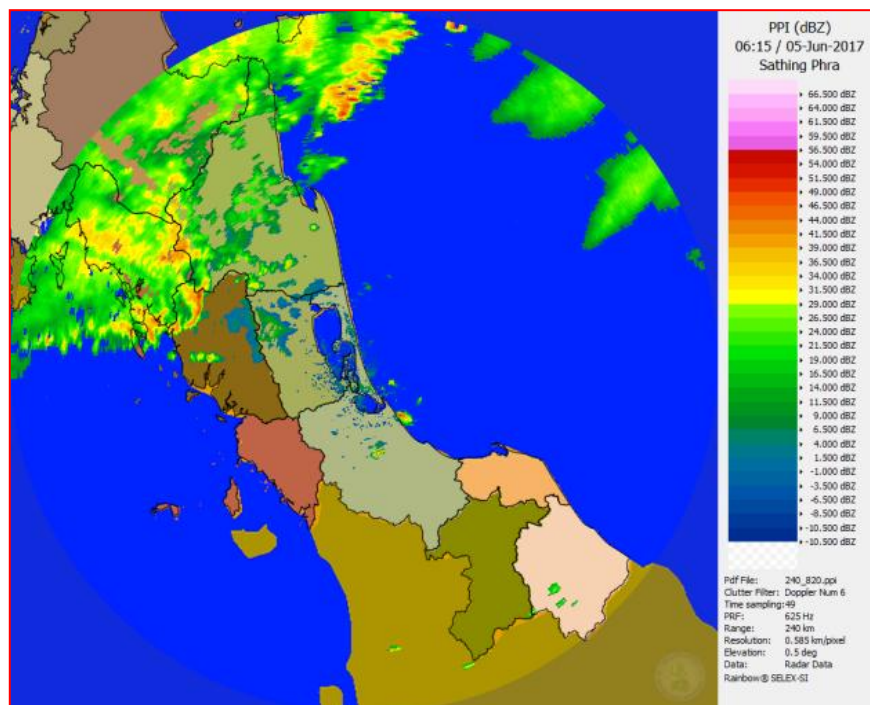 PPI (dBZ)
06:15 / 05-Jun-2017
Sathing Phra
66.500 dBZ
64.000 dBZ
61.500 dBZ
59.500 dBZ
56.500 dBZ
54.000 dBZ
51.500 dBZ
49.000 dBZ
46.500 dBZ
44.000 dBZ
41.500 dBZ
39.000 dBZ
36.500 dBZ
34.000 dBZ
31.500 dBZ
29.000 dBZ
26.500 dBZ
24.000 dBZ
21.500 dBZ
19.000 dBZ
16.500 dBZ
14.000 dBZ
11.500 dBZ
9.000 dBZ
6.500 dBZ
4.000 dBZ
1.500 dBZ
-1.000 dBZ
-3.500 dBZ
-6.500 dBZ
-8.500 dBZ
-10.500 dBZ
-10.500 dBZ
Pdf File: 240_820.ppi
Clutter Filter: Doppler Num 6
Time sampling:49
PRF: 625 Hz
Range: 240 km
Resolution: 0.585 km/pixel
Elevation: 0.5 deg
Data: Radar Data
Rainbow® SELEX-SI